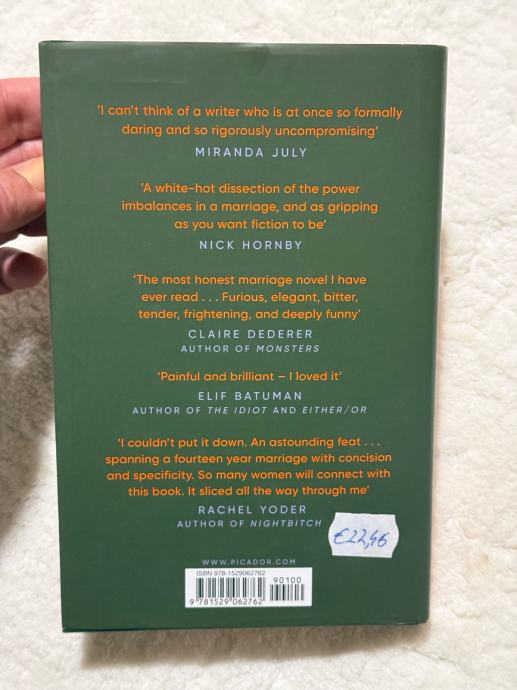 ‘I can’t think of a writer who is at once so formally
daring and so rigorously uncompromising’
MIRANDA JULY
‘A white-hot dissection of the power
imbalances in a marriage, and as gripping
as you want fiction to be’
NICK HORNBY
‘The most honest marriage novel I have
ever read . . . Furious, elegant, bitter,
tender, frightening, and deeply funny’
CLAIRE DEDERER
AUTHOR OF MONSTERS
‘Painful and brilliant – I loved it’
ELIF BATUMAN
AUTHOR OF THE IDIOT AND EITHER/OR
‘I couldn’t put it down. An astounding feat . . .
spanning a fourteen year marriage with concision
and specificity. So many women will connect with
this book. It sliced all the way through me’
RACHEL YODER
AUTHOR OF NIGHTBITCH
€22,46
WWW.PICADOR.COM
ISBN 978-1529062762
90100
9 781529 062762